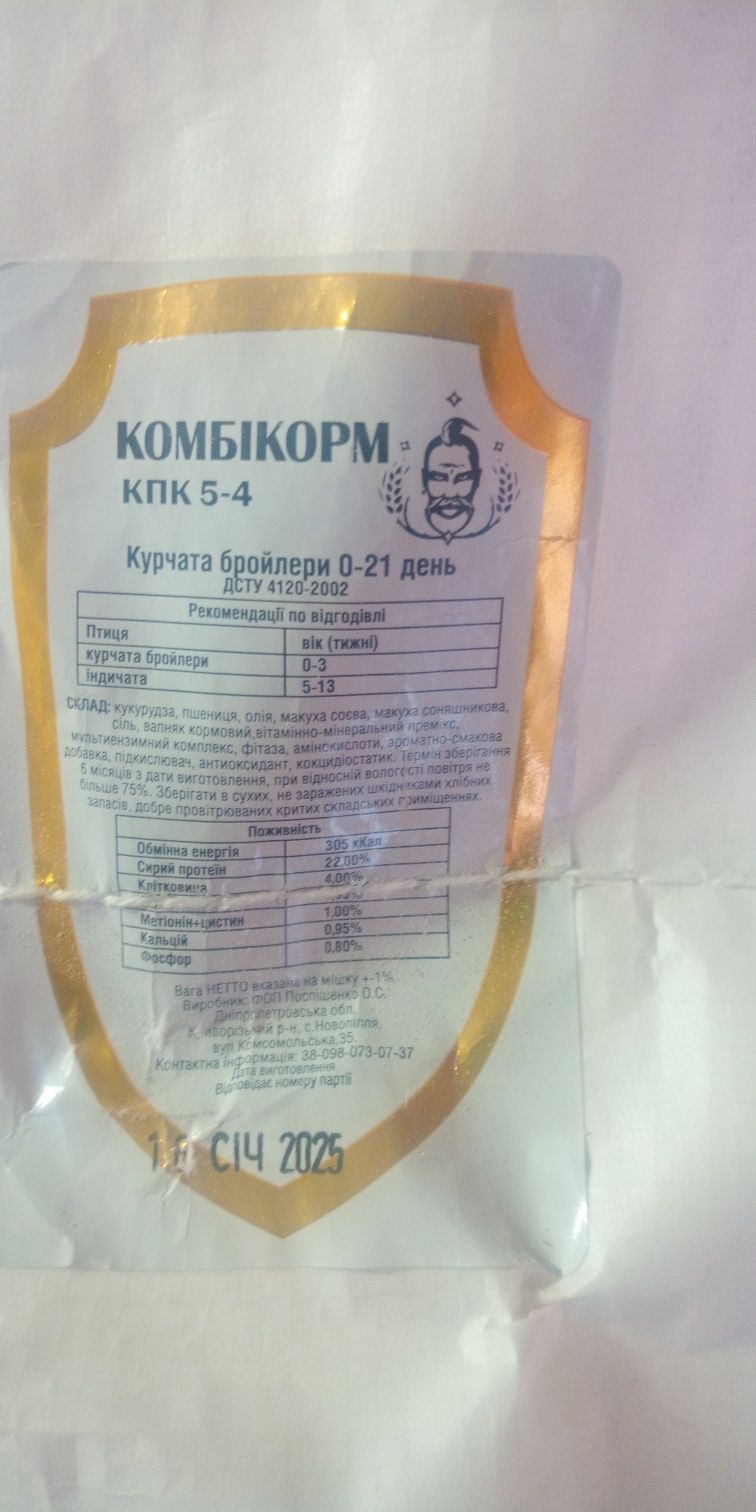 КОМБІКОРМ
КПК 5-4
Курчата бройлери 0-21 день
ДСТУ 4120-2002
Рекомендації по відгодівлі
Птиця вік (тижні)
курчата бройлери 0-3
індичата 5-13
СКЛАД: кукурудза, пшениця, олія, макуха соєва, макуха соняшникова,
сіль, вапняк кормовий,вітамінно-мінеральний премікс,
мультиензимний комплекс, фітаза, амінокислоти, ароматно-смакова
добавка, підкислювач, антиоксидант, кокцидіостатик. Термін зберігання
6 місяців з дати виготовлення, при відносній вологості повітря не
більше 75%. Зберігати в сухих, не заражених шкідниками хлібних
запасів, добре провітрюваних критих складських приміщеннях.
Поживність
Обмінна енергія 305 кКал
Сирий протеїн 22,00%
Клітковина 4,00%
Метіонін+цистин 1,00%
Кальцій 0,95%
Фосфор 0,80%
Вага НЕТТО вказана на мішку +-1%
Виробник: ФОП Поспішенко О.С.
Дніпропетровська обл.
Криворізький р-н, с.Новопілля,
вул.Комсомольська,35.
Контактна інформація: 38-098-073-07-37
Дата виготовлення
Відповідає номеру партії
СІЧ 2025